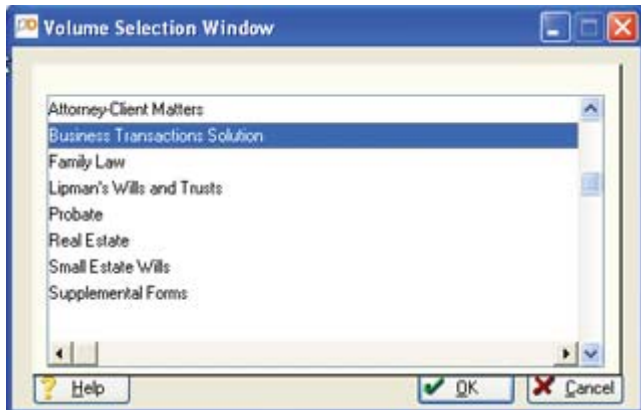 Volume Selection Window
Attorney-Client Matters
Business Transactions Solution
Family Law
Lipman's Wills and Trusts
Probate
Real Estate
Small Estate Wills
Supplemental Forms
Help OK Cancel